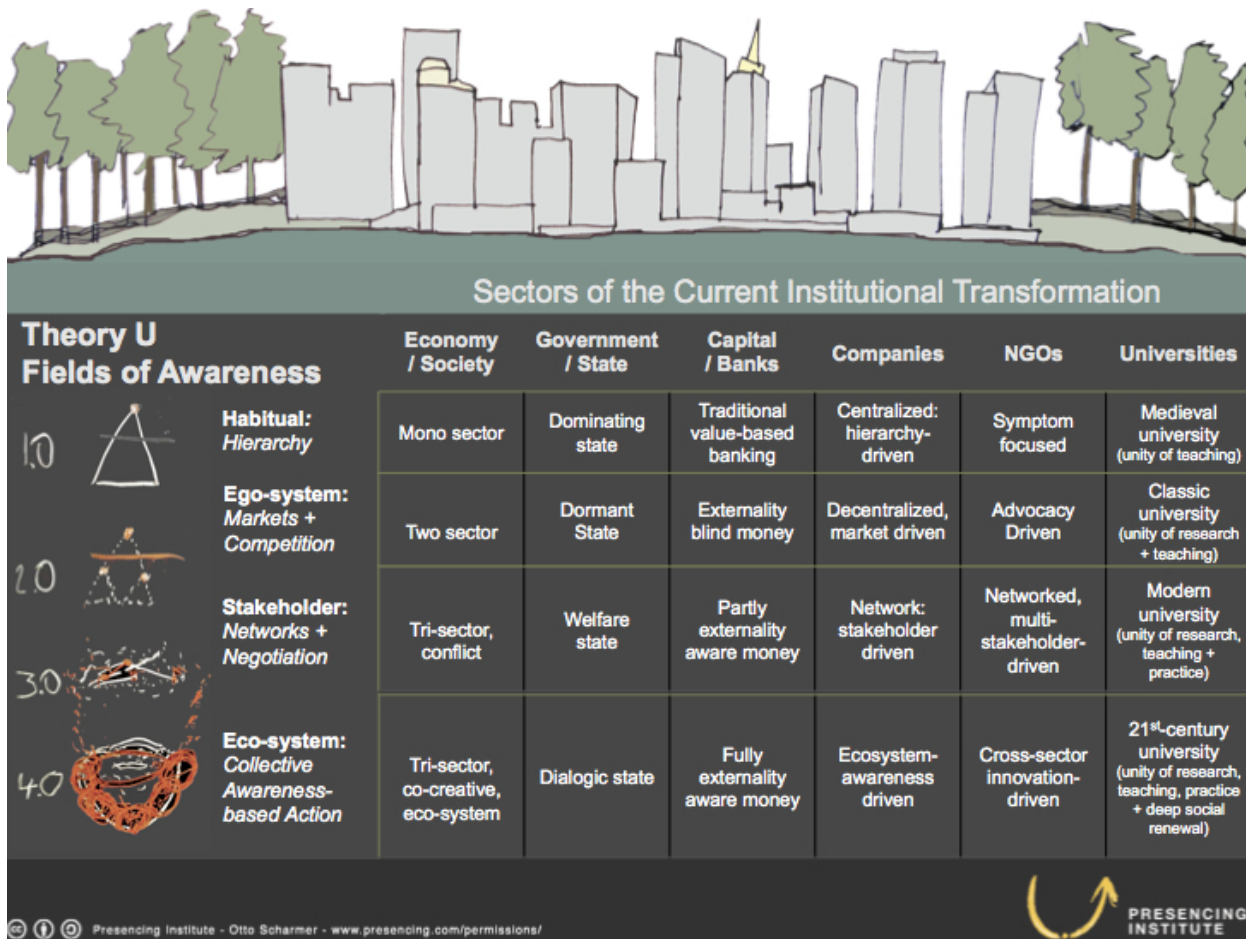 Sectors of the Current Institutional Transformation
Theory U
Fields of Awareness
Economy
/ Society
Government
/ State
Capital
/ Banks
Companies
NGOs
Universities
1.0
Habitual:
Hierarchy
Mono sector
Dominating
state
Traditional
value-based
banking
Centralized:
hierarchy-
driven
Symptom
focused
Medieval
university
(unity of teaching)
2.0
Ego-system:
Markets +
Competition
Two sector
Dormant
State
Externality
blind money
Decentralized,
market driven
Advocacy
Driven
Classic
university
(unity of research
+ teaching)
3.0
Stakeholder:
Networks +
Negotiation
Tri-sector,
conflict
Welfare
state
Partly
externality
aware money
Network:
stakeholder
driven
Networked,
multi-
stakeholder-
driven
Modern
university
(unity of research,
teaching +
practice)
4.0
Eco-system:
Collective
Awareness-
based Action
Tri-sector,
co-creative,
eco-system
Dialogic state
Fully
externality
aware money
Ecosystem-
awareness
driven
Cross-sector
innovation-
driven
21st-century
university
(unity of research,
teaching, practice
+ deep social
renewal)
cc Presencing Institute - Otto Scharmer - www.presencing.com/permissions/
PRESENCING
INSTITUTE